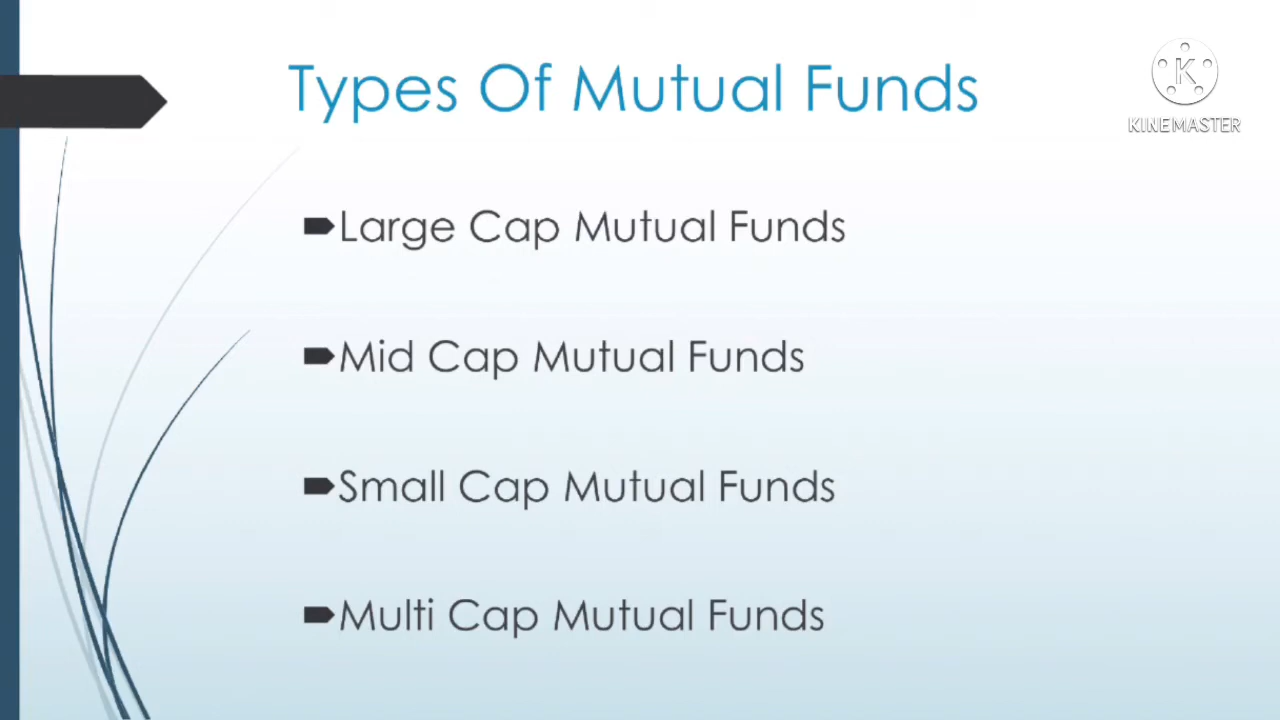 Types Of Mutual Funds
K
KINEMASTER
Large Cap Mutual Funds
Mid Cap Mutual Funds
Small Cap Mutual Funds
Multi Cap Mutual Funds